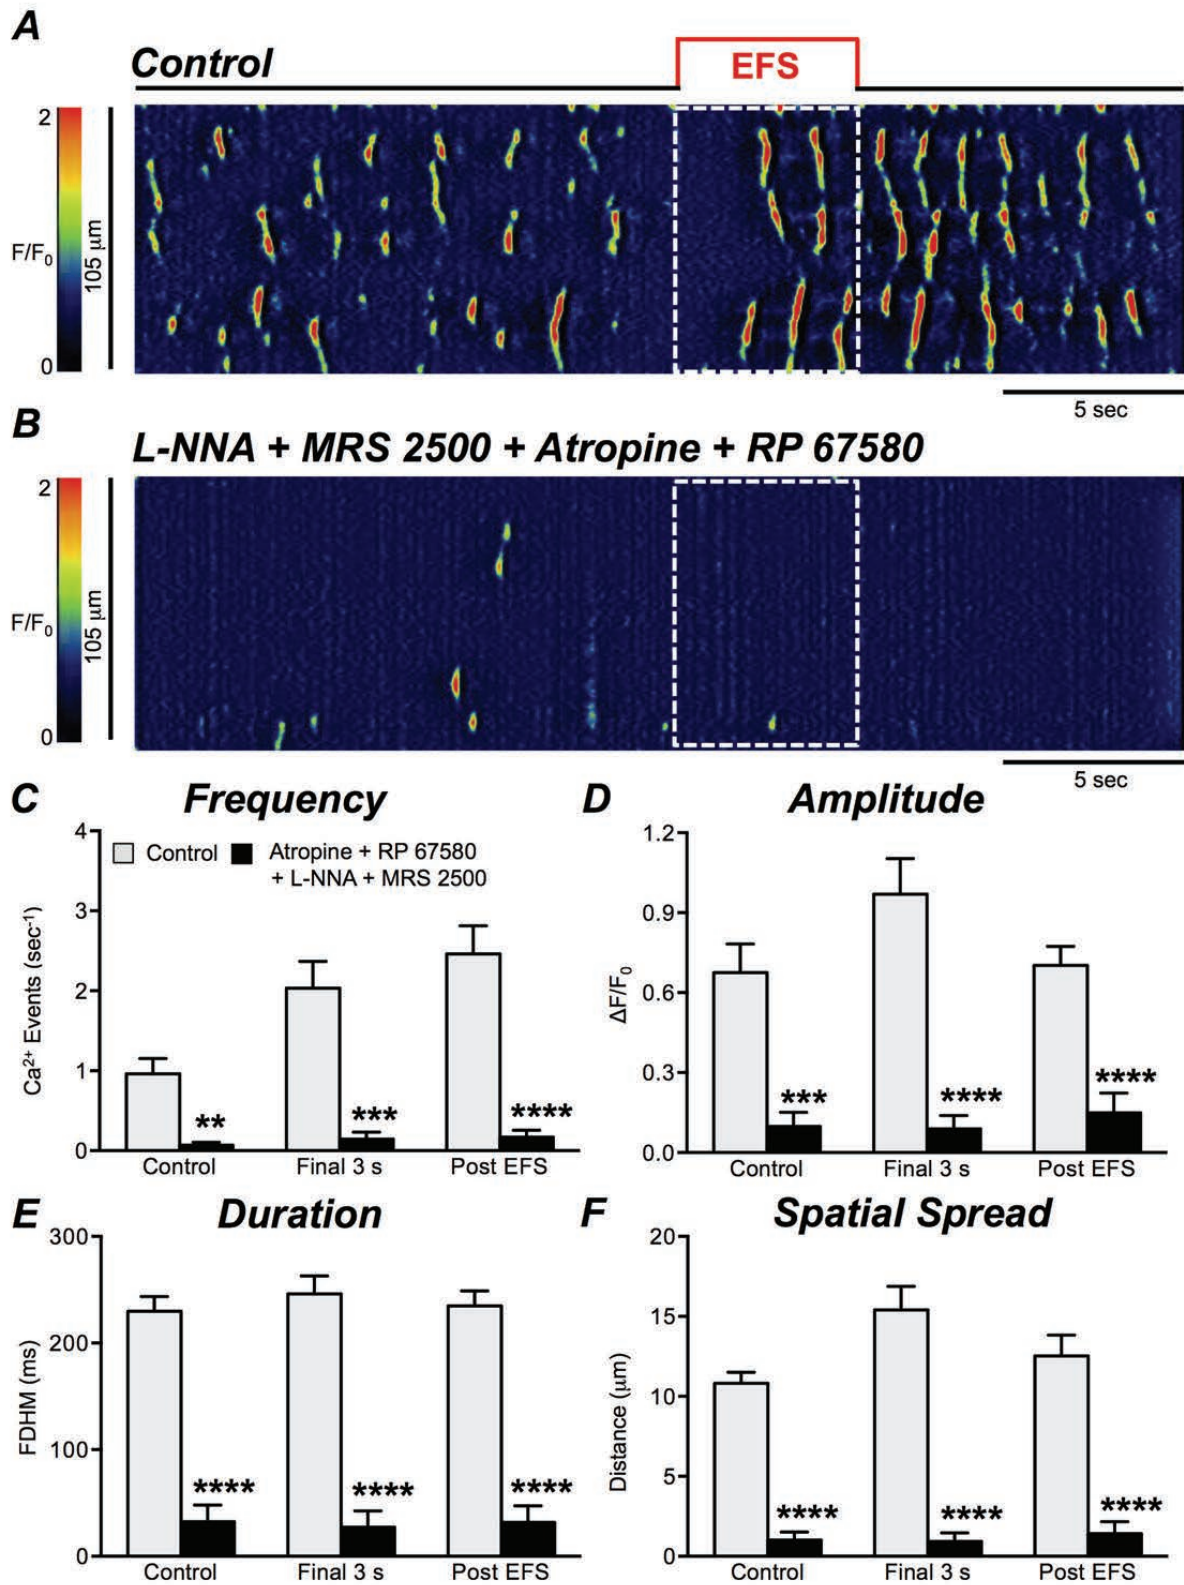 A
Control
EFS
2
F/F0
0
105 µm
5 sec
B
L-NNA + MRS 2500 + Atropine + RP 67580
2
F/F0
0
105 µm
5 sec
C Frequency
4
3
2
1
0
Ca2+ Events (sec-1)
Control
Atropine + RP 67580
+ L-NNA + MRS 2500
**
***
****
Control Final 3 s Post EFS
D Amplitude
1.2
0.9
0.6
0.3
0.0
ΔF/F0
***
****
****
Control Final 3 s Post EFS
E Duration
300
200
100
0
FDHM (ms)
****
****
****
Control Final 3 s Post EFS
F Spatial Spread
20
15
10
5
0
Distance (µm)
****
****
****
Control Final 3 s Post EFS